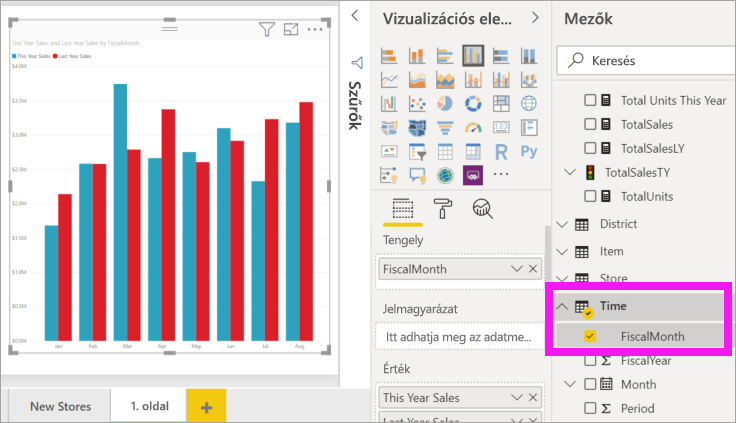 This Year Sales and Last Year Sales by FiscalMonth
This Year Sales Last Year Sales
$4.0M
$3.5M
$3.0M
$2.5M
$2.0M
$1.5M
$1.0M
$0.5M
$0.0M
Jan Feb Mar Apr May Jun Jul Aug
New Stores
1. oldal
+
Szűrők
Vizualizációs ele...
R Py
123
...
Tengely
FiscalMonth
Jelmagyarázat
Itt adhatja meg az adatme...
Érték
This Year Sales
Last Year Sales
Mezők
Keresés
Total Units This Year
TotalSales
TotalSalesLY
TotalSalesTY
TotalUnits
District
Item
Store
Time
FiscalMonth
Σ FiscalYear
Month
Σ Period